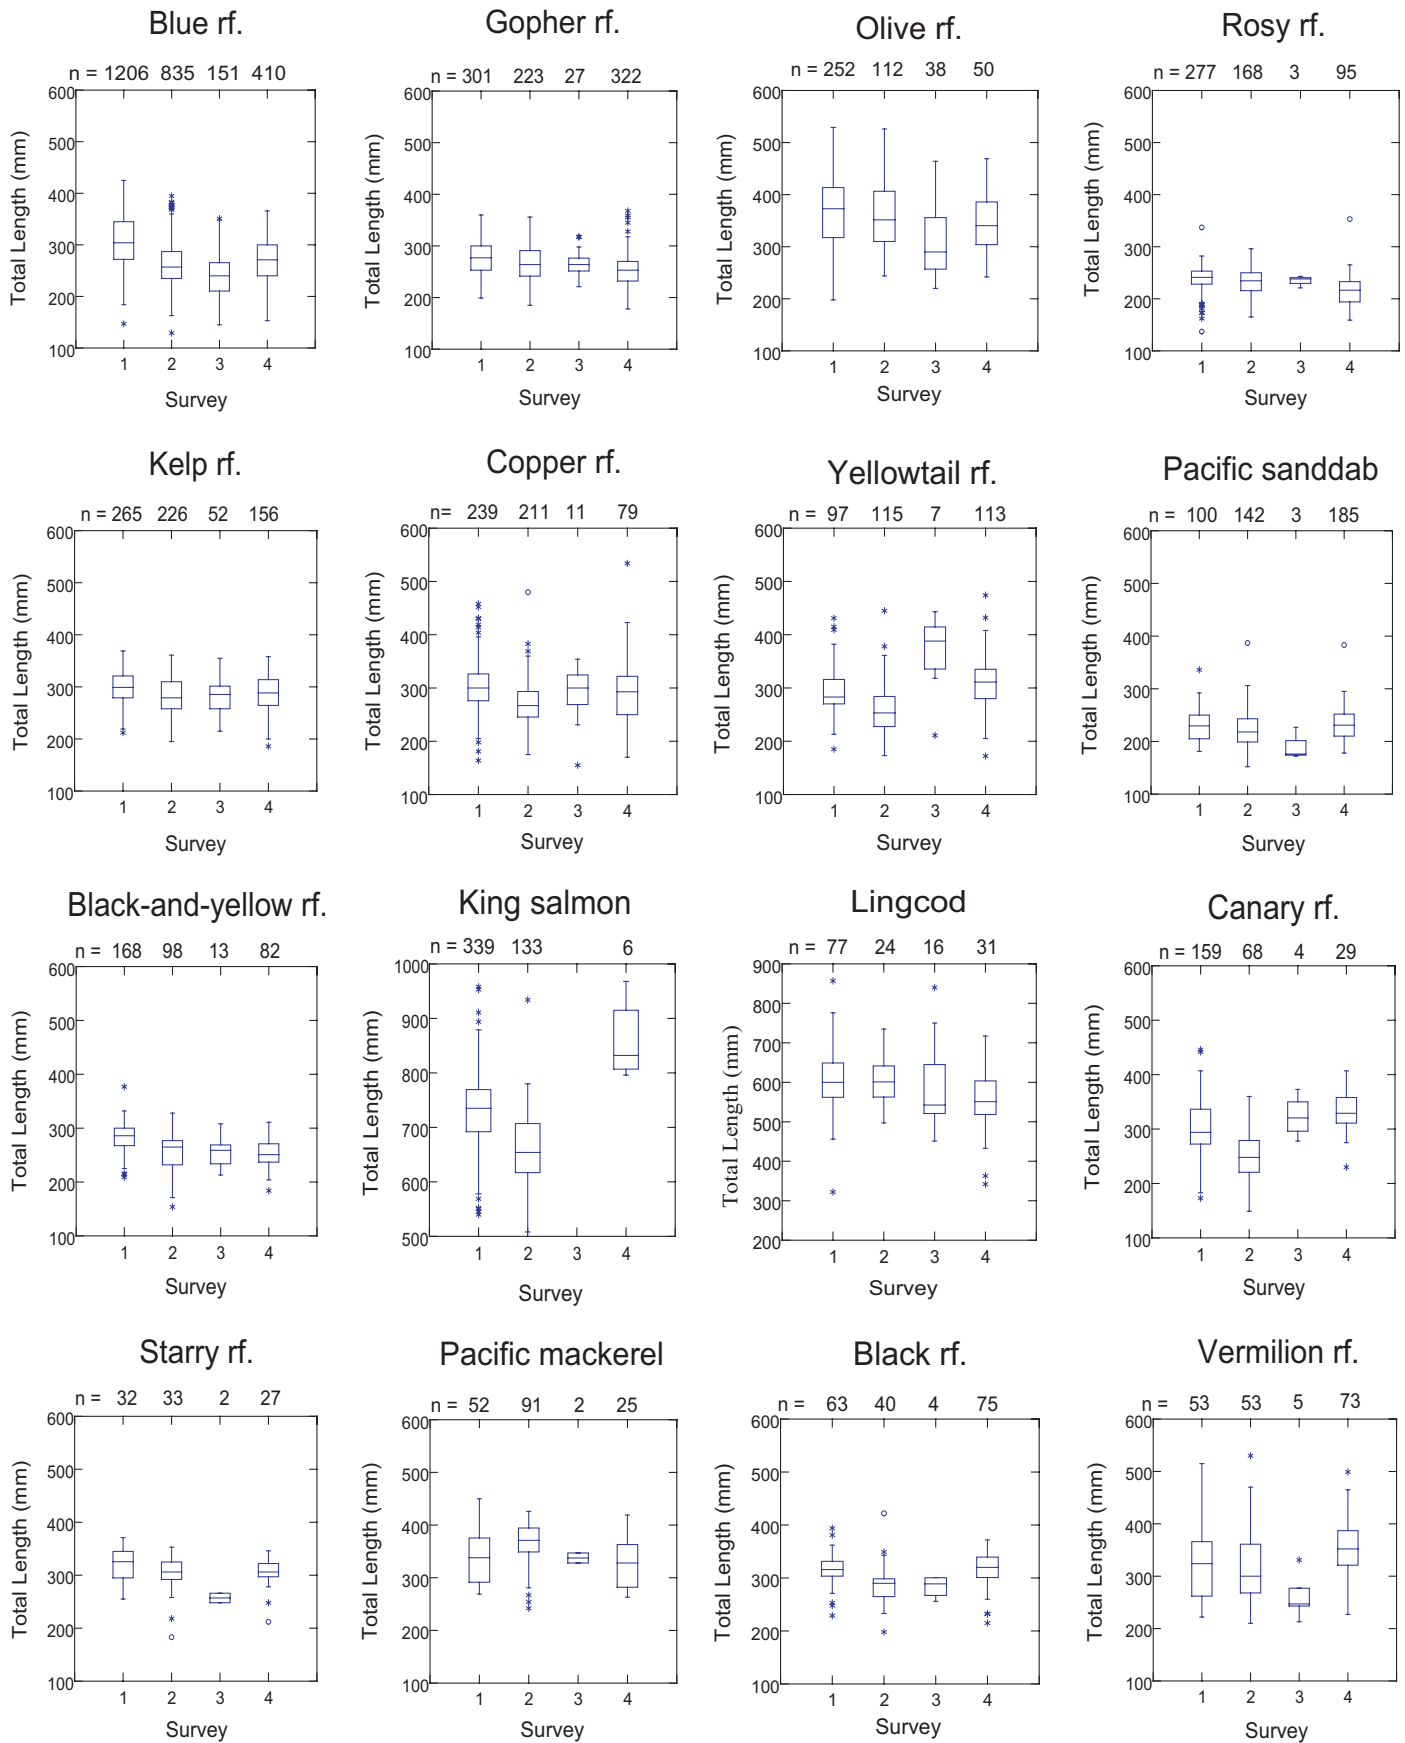 Blue rf.
n = 1206 835 151 410
600
500
400
300
200
100
Total Length (mm)
1 2 3 4
Survey
Gopher rf.
n = 301 223 27 322
600
500
400
300
200
100
Total Length (mm)
1 2 3 4
Survey
Olive rf.
n = 252 112 38 50
600
500
400
300
200
100
Total Length (mm)
1 2 3 4
Survey
Rosy rf.
n = 277 168 3 95
600
500
400
300
200
100
Total Length (mm)
1 2 3 4
Survey
Kelp rf.
n = 265 226 52 156
600
500
400
300
200
100
Total Length (mm)
1 2 3 4
Survey
Copper rf.
n= 239 211 11 79
600
500
400
300
200
100
Total Length (mm)
1 2 3 4
Survey
Yellowtail rf.
n = 97 115 7 113
600
500
400
300
200
100
Total Length (mm)
1 2 3 4
Survey
Pacific sanddab
n = 100 142 3 185
600
500
400
300
200
100
Total Length (mm)
1 2 3 4
Survey
Black-and-yellow rf.
n = 168 98 13 82
600
500
400
300
200
100
Total Length (mm)
1 2 3 4
Survey
King salmon
n = 339 133 6
1000
900
800
700
600
500
Total Length (mm)
1 2 3 4
Survey
Lingcod
n = 77 24 16 31
900
800
700
600
500
400
300
200
Total Length (mm)
1 2 3 4
Survey
Canary rf.
n = 159 68 4 29
600
500
400
300
200
100
Total Length (mm)
1 2 3 4
Survey
Starry rf.
n = 32 33 2 27
600
500
400
300
200
100
Total Length (mm)
1 2 3 4
Survey
Pacific mackerel
n = 52 91 2 25
600
500
400
300
200
100
Total Length (mm)
1 2 3 4
Survey
Black rf.
n = 63 40 4 75
600
500
400
300
200
100
Total Length (mm)
1 2 3 4
Survey
Vermilion rf.
n = 53 53 5 73
600
500
400
300
200
100
Total Length (mm)
1 2 3 4
Survey